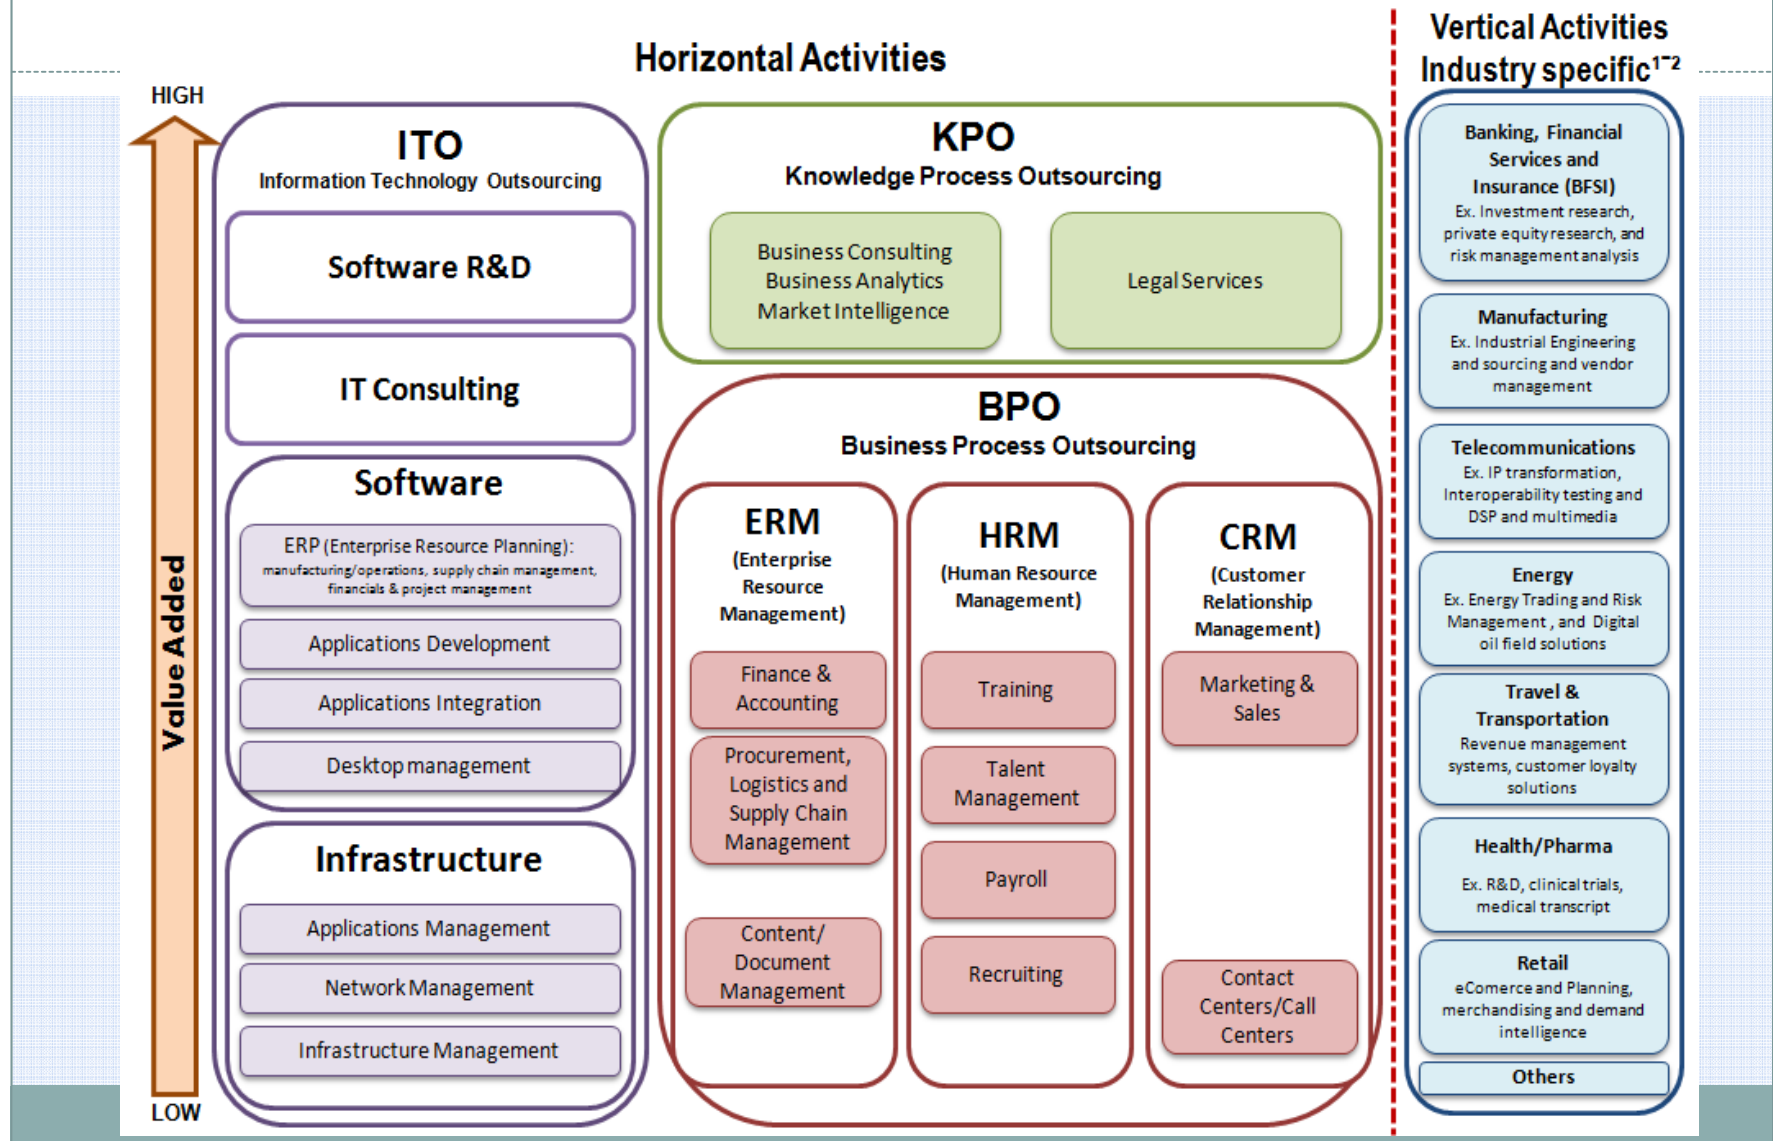 Horizontal Activities
Vertical Activities
Industry specific¹⁻²
HIGH
Value Added
LOW
ITO
Information Technology Outsourcing
Software R&D
IT Consulting
Software
ERP (Enterprise Resource Planning):
manufacturing/operations, supply chain management,
financials & project management
Applications Development
Applications Integration
Desktop management
Infrastructure
Applications Management
Network Management
Infrastructure Management
KPO
Knowledge Process Outsourcing
Business Consulting
Business Analytics
Market Intelligence
Legal Services
BPO
Business Process Outsourcing
ERM
(Enterprise
Resource
Management)
Finance &
Accounting
Procurement,
Logistics and
Supply Chain
Management
Content/
Document
Management
HRM
(Human Resource
Management)
Training
Talent
Management
Payroll
Recruiting
CRM
(Customer
Relationship
Management)
Marketing &
Sales
Contact
Centers/Call
Centers
Banking, Financial
Services and
Insurance (BFSI)
Ex. Investment research,
private equity research, and
risk management analysis
Manufacturing
Ex. Industrial Engineering
and sourcing and vendor
management
Telecommunications
Ex. IP transformation,
Interoperability testing and
DSP and multimedia
Energy
Ex. Energy Trading and Risk
Management , and Digital
oil field solutions
Travel &
Transportation
Revenue management
systems, customer loyalty
solutions
Health/Pharma
Ex. R&D, clinical trials,
medical transcript
Retail
eComerce and Planning,
merchandising and demand
intelligence
Others